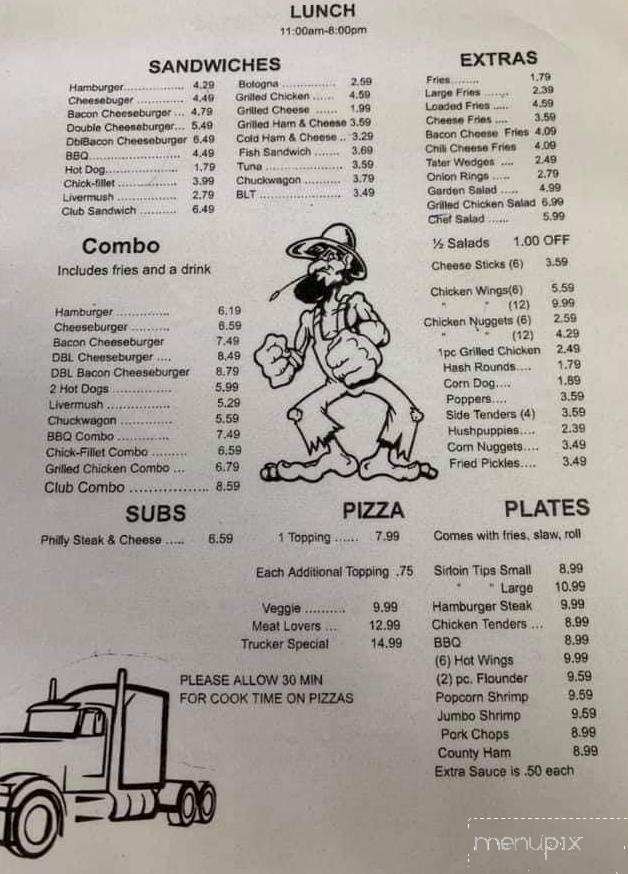 LUNCH
11:00am-8:00pm
SANDWICHES
Hamburger................. 4.29
Cheesebuger ............. 4.49
Bacon Cheeseburger ... 4.79
Double Cheeseburger... 5.49
DblBacon Cheeseburger 6.49
BBQ........................... 4.49
Hot Dog...................... 1.79
Chick-fillet ................. 3.99
Livermush .................. 2.79
Club Sandwich .......... 6.49
Bologna ............... 2.59
Grilled Chicken ...... 4.59
Grilled Cheese ...... 1.99
Grilled Ham & Cheese 3.59
Cold Ham & Cheese .. 3.29
Fish Sandwich ....... 3.69
Tuna ..................... 3.59
Chuckwagon .......... 3.79
BLT ........................ 3.49
EXTRAS
Fries........ 1.79
Large Fries ....... 2.39
Loaded Fries ..... 4.59
Cheese Fries .... 3.59
Bacon Cheese Fries 4.09
Chili Cheese Fries 4.09
Tater Wedges .... 2.49
Onion Rings ..... 2.79
Garden Salad ..... 4.99
Grilled Chicken Salad 6.99
Chef Salad ...... 5.99
½ Salads 1.00 OFF
Cheese Sticks (6) 3.59
Chicken Wings(6) 5.59
" " (12) 9.99
Chicken Nuggets (6) 2.59
" " (12) 4.29
1pc Grilled Chicken 2.49
Hash Rounds.... 1.79
Corn Dog.... 1.89
Poppers.... 3.59
Side Tenders (4) 3.59
Hushpuppies.... 2.39
Corn Nuggets.... 3.49
Fried Pickles.... 3.49
Combo
Includes fries and a drink
Hamburger ............. 6.19
Cheeseburger .......... 6.59
Bacon Cheeseburger 7.49
DBL Cheeseburger .... 8.49
DBL Bacon Cheeseburger 8.79
2 Hot Dogs .............. 5.99
Livermush ............... 5.29
Chuckwagon ............ 5.59
BBQ Combo ............. 7.49
Chick-Fillet Combo ......... 6.59
Grilled Chicken Combo ... 6.79
Club Combo .................. 8.59
SUBS
Philly Steak & Cheese ..... 6.59
PIZZA
1 Topping ...... 7.99
Each Additional Topping .75
Veggie .......... 9.99
Meat Lovers ... 12.99
Trucker Special 14.99
PLEASE ALLOW 30 MIN
FOR COOK TIME ON PIZZAS
PLATES
Comes with fries, slaw, roll
Sirloin Tips Small 8.99
" " Large 10.99
Hamburger Steak 9.99
Chicken Tenders ... 8.99
BBQ 8.99
(6) Hot Wings 9.99
(2) pc. Flounder 9.59
Popcorn Shrimp 9.59
Jumbo Shrimp 9.59
Pork Chops 8.99
County Ham 8.99
Extra Sauce is .50 each
menupix